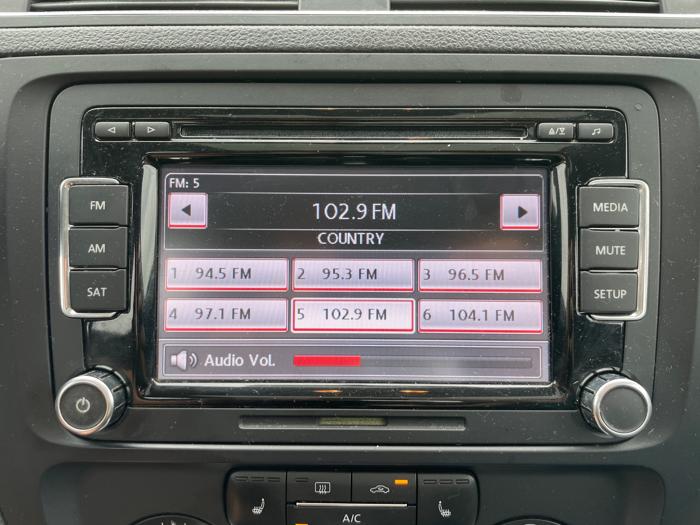 FM: 5
102.9 FM
COUNTRY
1 94.5 FM 2 95.3 FM 3 96.5 FM
4 97.1 FM 5 102.9 FM 6 104.1 FM
Audio Vol.
FM
AM
SAT
MEDIA
MUTE
SETUP
A/C